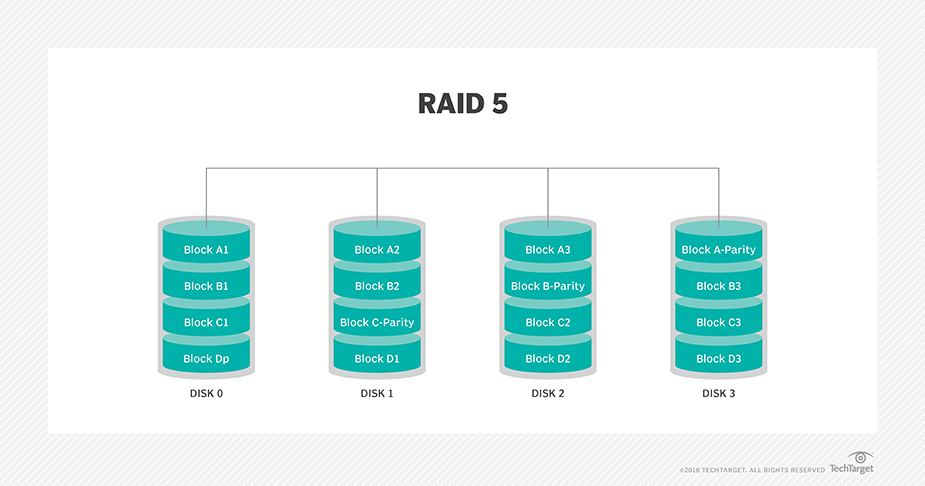 RAID 5
Block A1 Block A2 Block A3 Block A-Parity
Block B1 Block B2 Block B-Parity Block B3
Block C1 Block C-Parity Block C2 Block C3
Block Dp Block D1 Block D2 Block D3
DISK 0 DISK 1 DISK 2 DISK 3
©2018 TECHTARGET. ALL RIGHTS RESERVED TechTarget